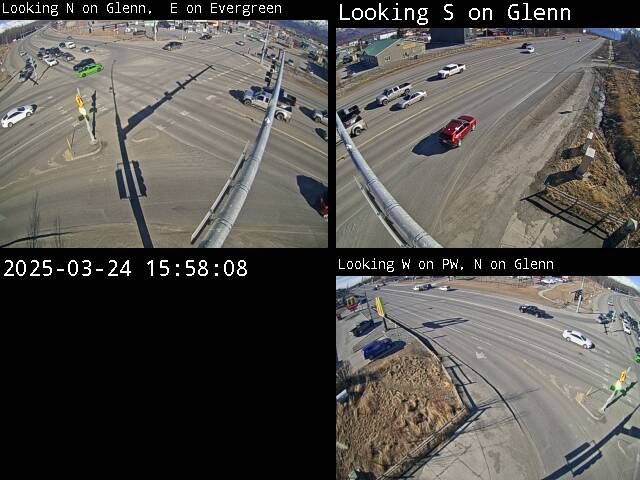 Looking N on Glenn,  E on Evergreen
Looking S on Glenn
2025-03-24 15:58:08
Looking W on PW, N on Glenn